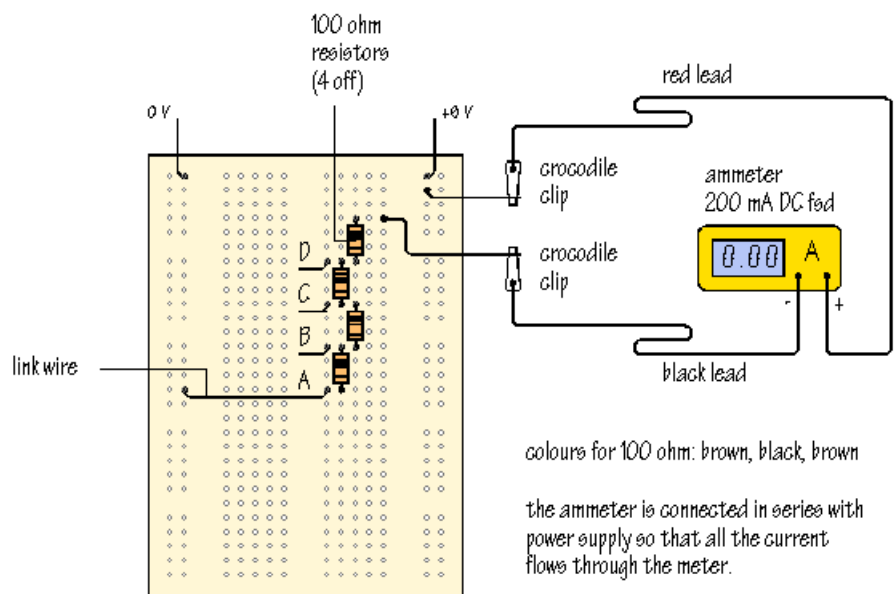 100 ohm
resistors
(4 off)
0 V
+0 V
red lead
crocodile
clip
ammeter
200 mA DC fsd
0.00 A
- +
crocodile
clip
D
C
B
A
link wire
black lead
colours for 100 ohm: brown, black, brown
the ammeter is connected in series with
power supply so that all the current
flows through the meter.